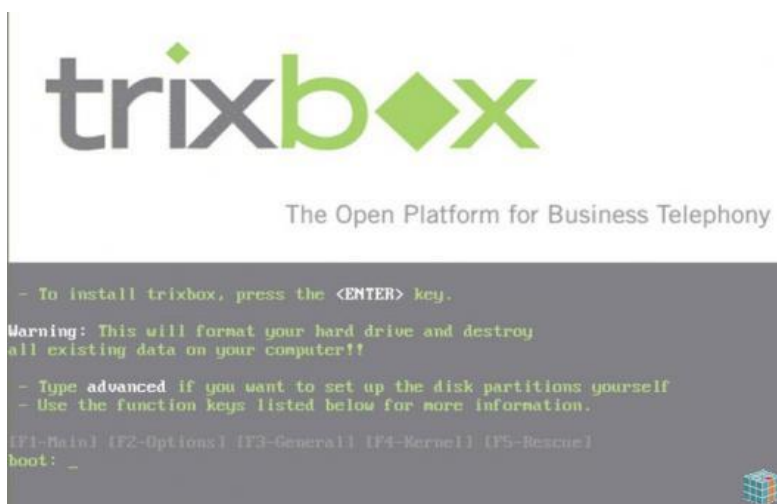 trixbox
The Open Platform for Business Telephony
- To install trixbox, press the <ENTER> key.
Warning: This will format your hard drive and destroy
all existing data on your computer!!
- Type advanced if you want to set up the disk partitions yourself
- Use the function keys listed below for more information.
[F1-Main] [F2-Options] [F3-General] [F4-Kernel] [F5-Rescue]
boot: _